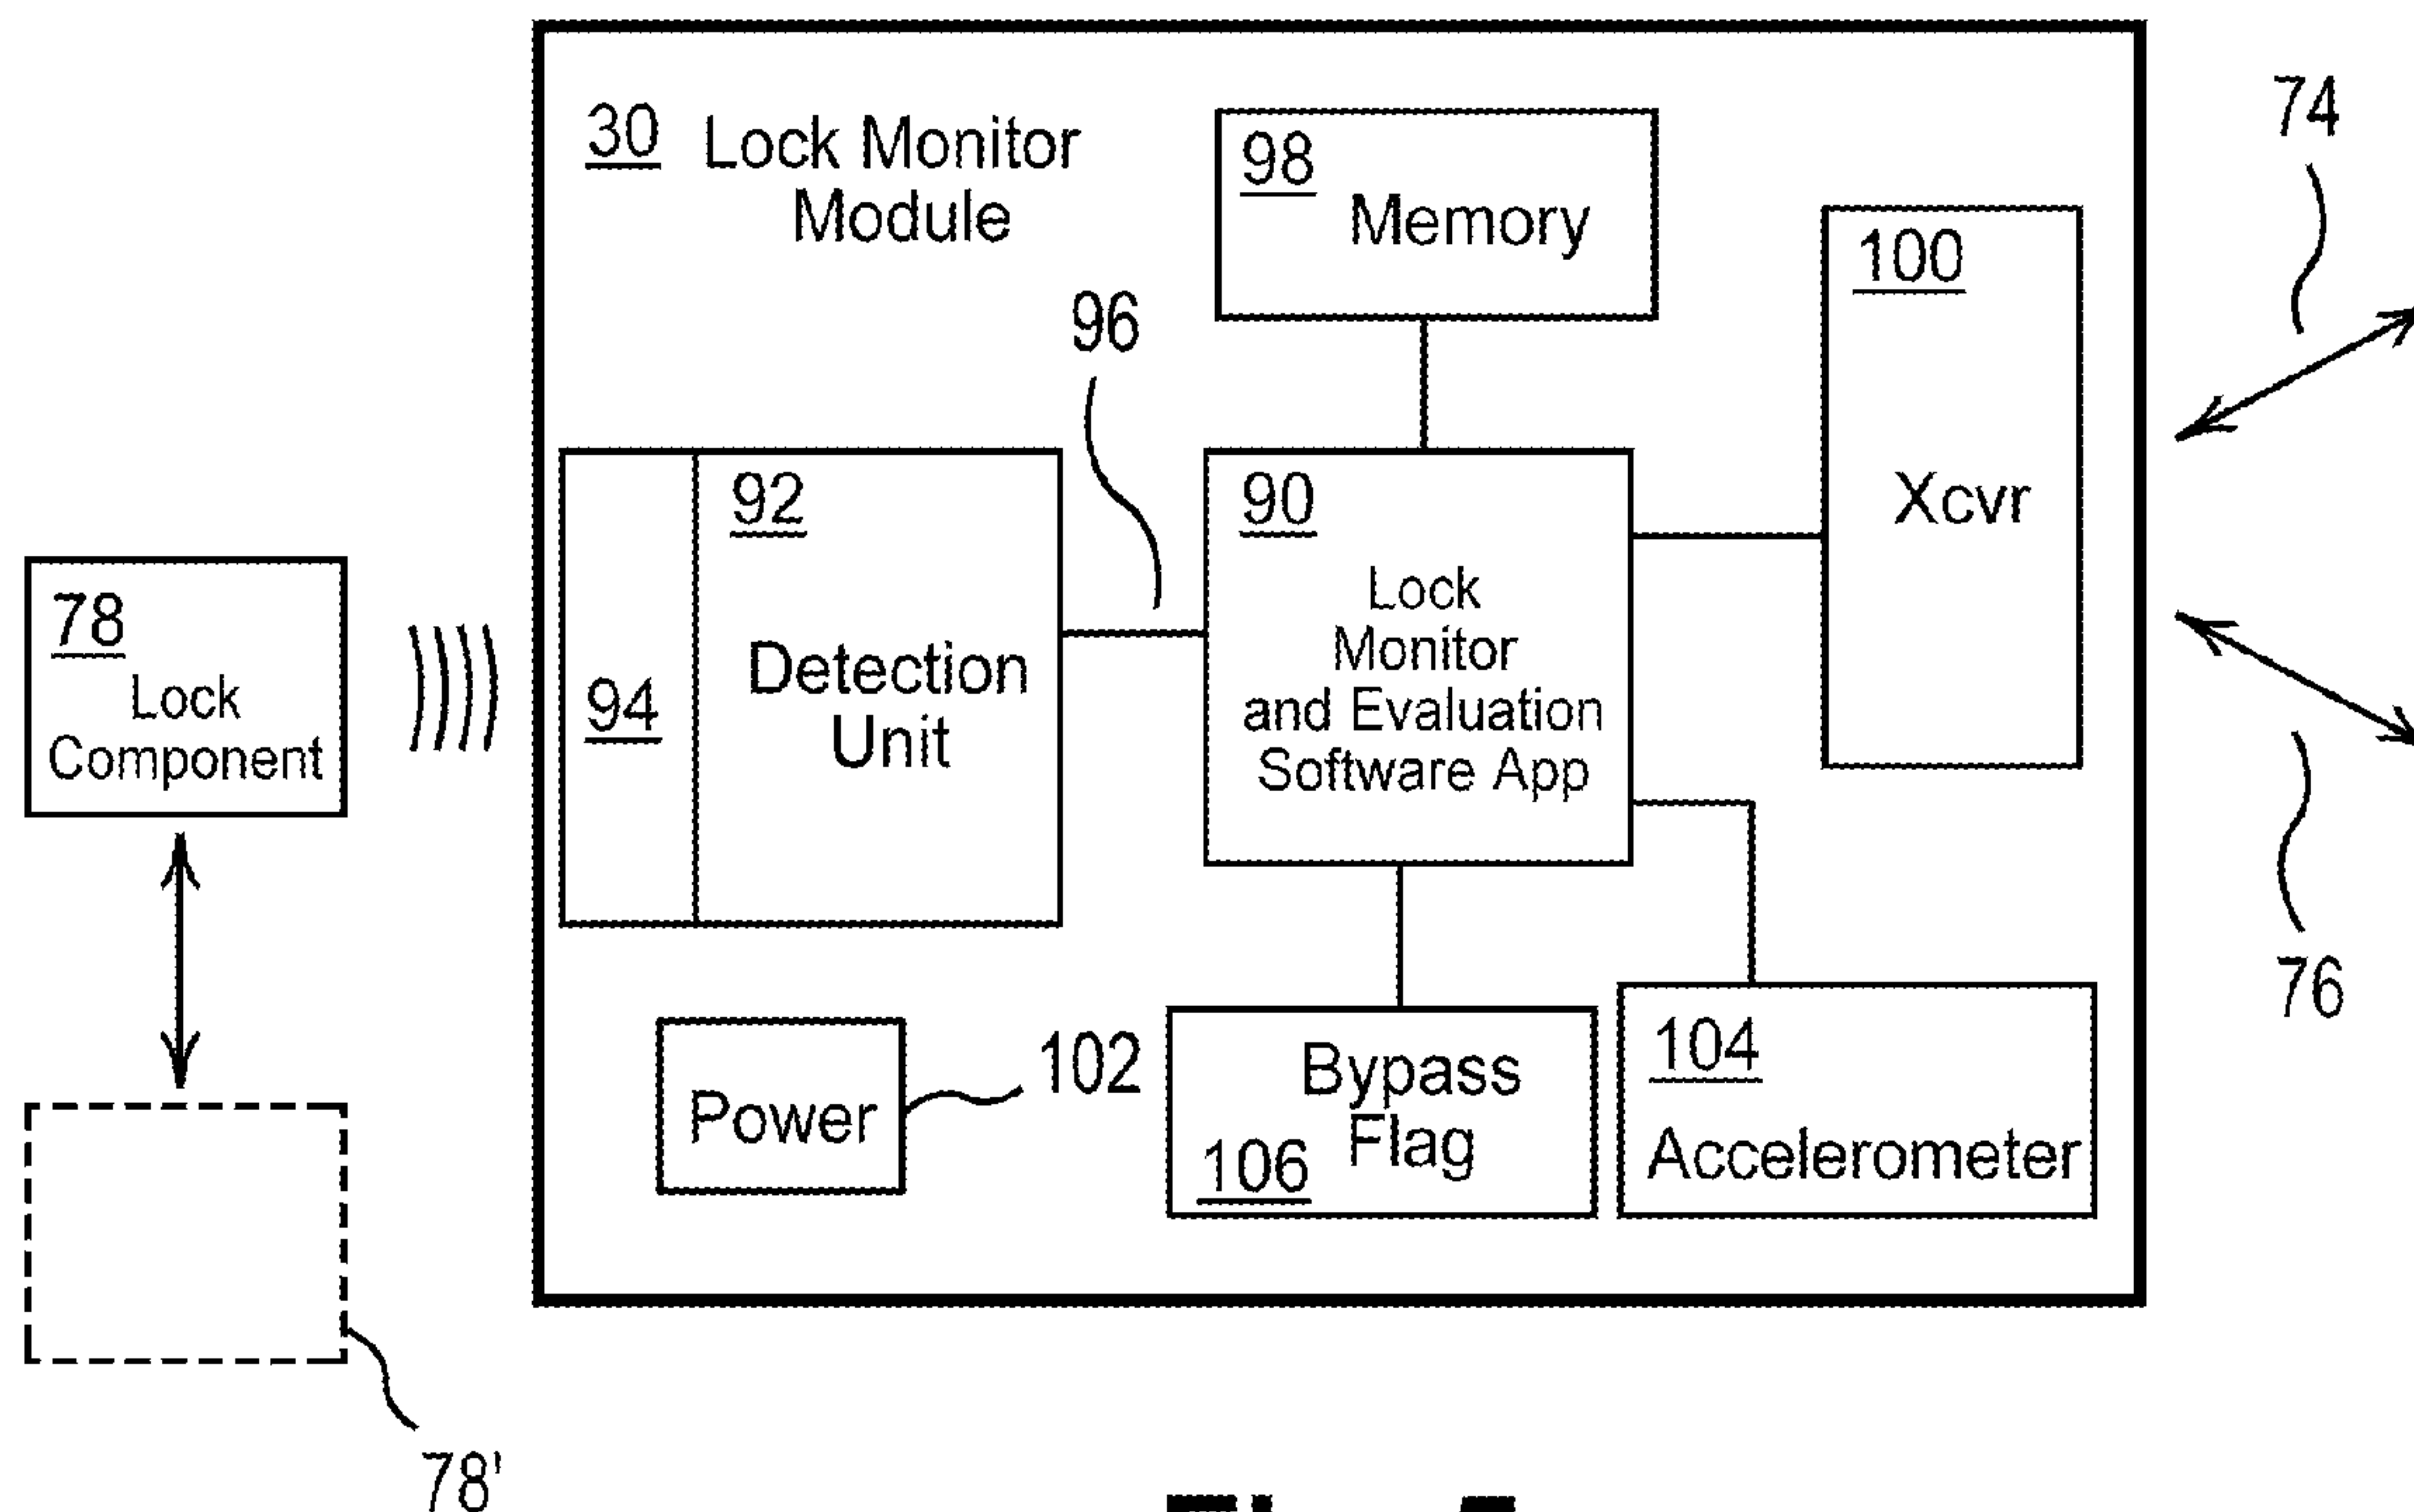 30 Lock Monitor
Module
98
Memory
74
100
Xcvr
96
92
Detection
Unit
94
90
Lock
Monitor
and Evaluation
Software App
78
Lock
Component
76
Power
102
Bypass
Flag
106
104
Accelerometer
78'